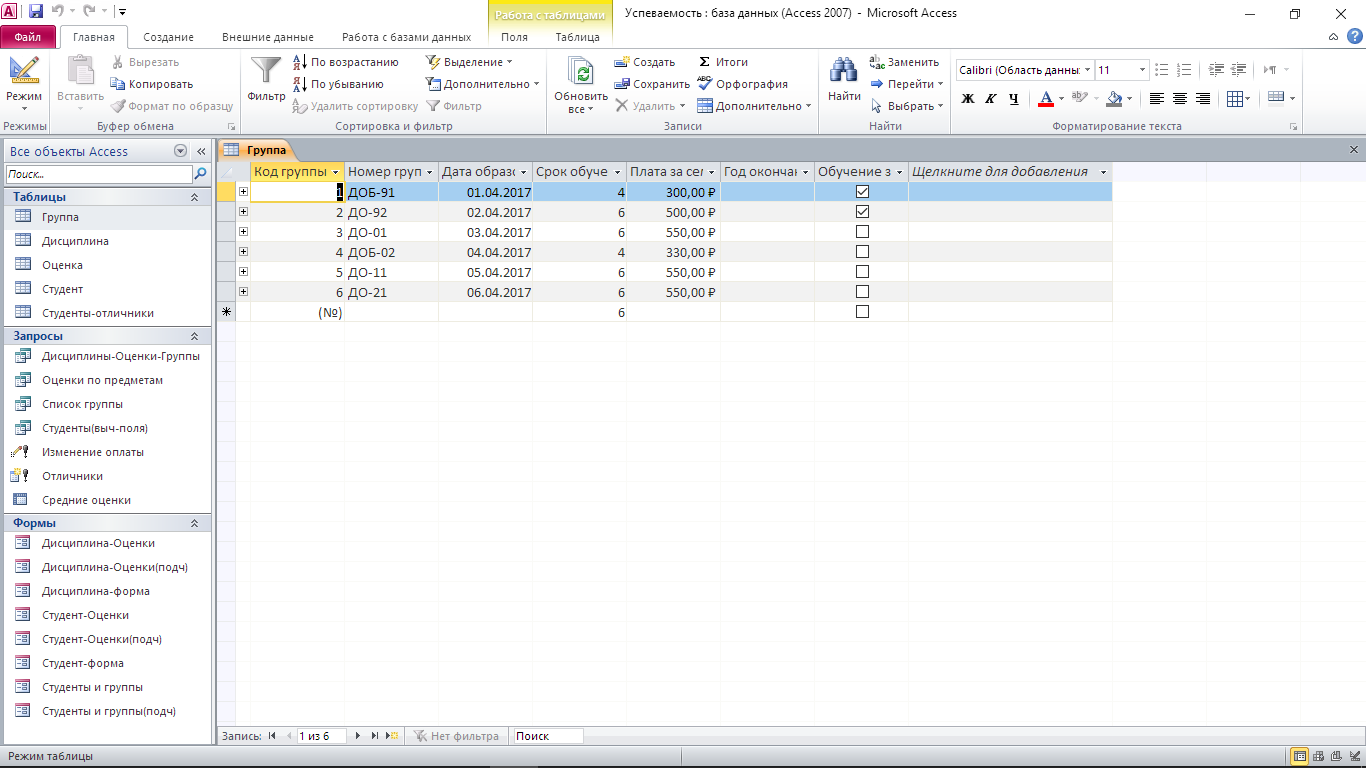 Работа с таблицами
Успеваемость : база данных (Access 2007) - Microsoft Access
Файл Главная Создание Внешние данные Работа с базами данных Поля Таблица
Режим
Режимы
Вставить
Вырезать
Копировать
Формат по образцу
Буфер обмена
Фильтр
По возрастанию
По убыванию
Удалить сортировку
Выделение
Дополнительно
Фильтр
Сортировка и фильтр
Обновить
все
Создать
Сохранить
Удалить
Итоги
Орфография
Дополнительно
Записи
Найти
Заменить
Перейти
Выбрать
Найти
Calibri (Область данны 11
Ж К Ч А
Форматирование текста
Все объекты Access
Поиск...
Таблицы
Группа
Дисциплина
Оценка
Студент
Студенты-отличники
Запросы
Дисциплины-Оценки-Группы
Оценки по предметам
Список группы
Студенты(выч-поля)
Изменение оплаты
Отличники
Средние оценки
Формы
Дисциплина-Оценки
Дисциплина-Оценки(подч)
Дисциплина-форма
Студент-Оценки
Студент-Оценки(подч)
Студент-форма
Студенты и группы
Студенты и группы(подч)
Группа
Код группы Номер груп Дата образо Срок обуче Плата за сем Год окончан Обучение з Щелкните для добавления
1 ДОБ-91 01.04.2017 4 300,00 ₽
2 ДО-92 02.04.2017 6 500,00 ₽
3 ДО-01 03.04.2017 6 550,00 ₽
4 ДОБ-02 04.04.2017 4 330,00 ₽
5 ДО-11 05.04.2017 6 550,00 ₽
6 ДО-21 06.04.2017 6 550,00 ₽
(№) 6
Запись: 1 из 6 Нет фильтра Поиск
Режим таблицы